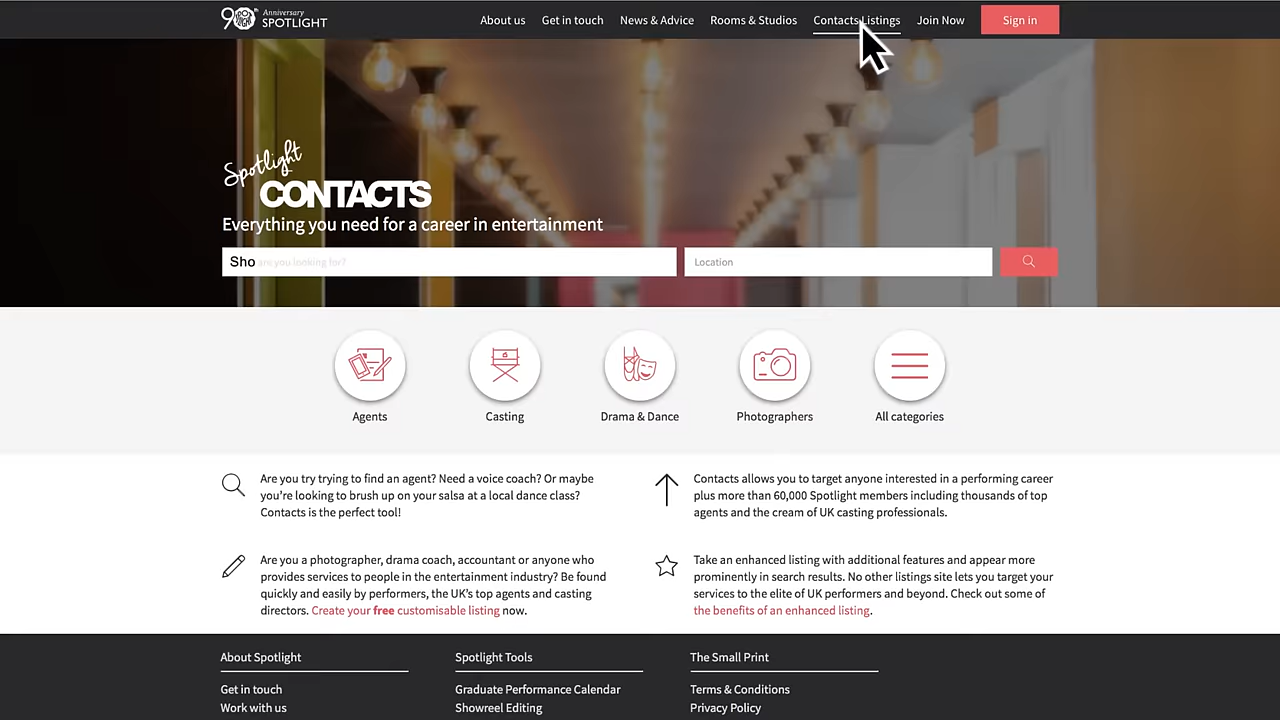 90th Anniversary SPOTLIGHT
About us
Get in touch
News & Advice
Rooms & Studios
Contacts Listings
Join Now
Sign in
Spotlight
CONTACTS
Everything you need for a career in entertainment
Sho are you looking for?
Location
Agents
Casting
Drama & Dance
Photographers
All categories
Are you try trying to find an agent? Need a voice coach? Or maybe
you're looking to brush up on your salsa at a local dance class?
Contacts is the perfect tool!
Contacts allows you to target anyone interested in a performing career
plus more than 60,000 Spotlight members including thousands of top
agents and the cream of UK casting professionals.
Are you a photographer, drama coach, accountant or anyone who
provides services to people in the entertainment industry? Be found
quickly and easily by performers, the UK's top agents and casting
directors. Create your free customisable listing now.
Take an enhanced listing with additional features and appear more
prominently in search results. No other listings site lets you target your
services to the elite of UK performers and beyond. Check out some of
the benefits of an enhanced listing.
About Spotlight
Get in touch
Work with us
Spotlight Tools
Graduate Performance Calendar
Showreel Editing
The Small Print
Terms & Conditions
Privacy Policy